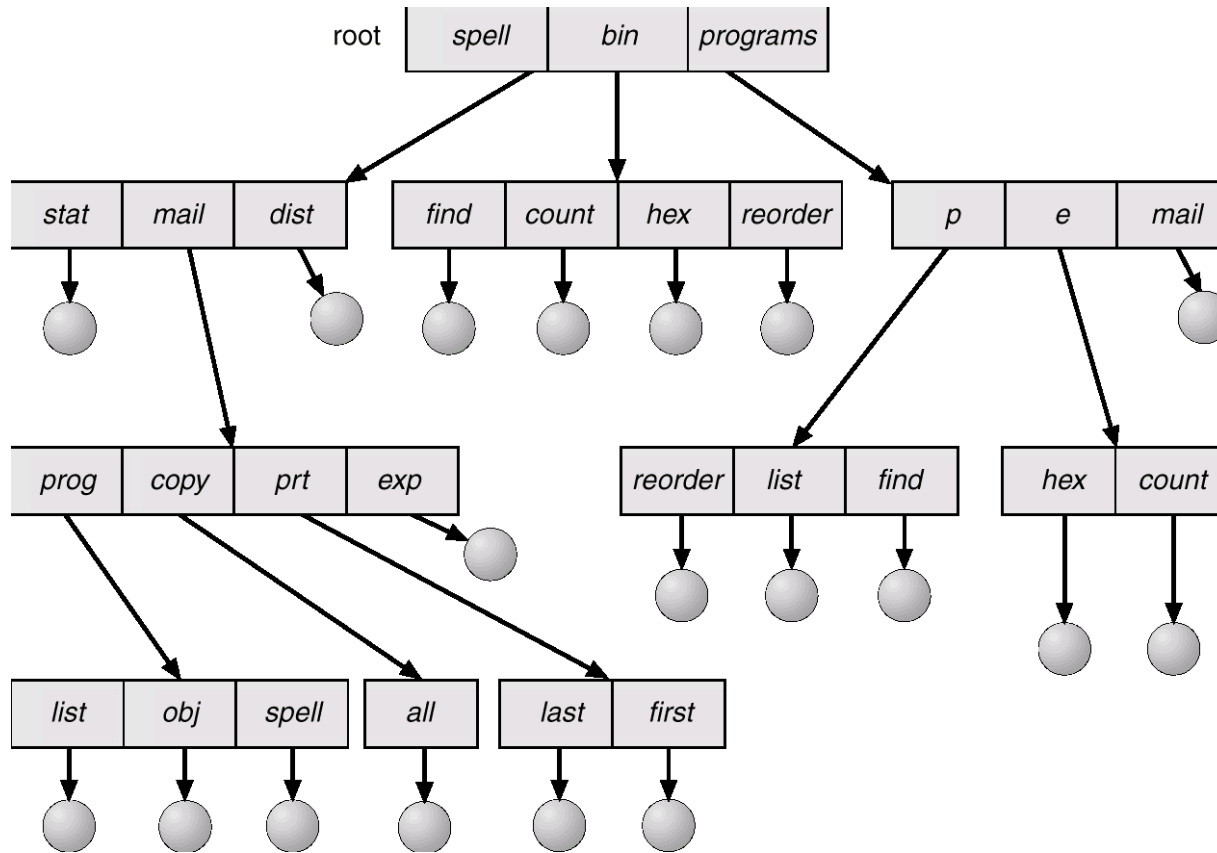 root spell bin programs
stat mail dist find count hex reorder p e mail
prog copy prt exp reorder list find hex count
list obj spell all last first